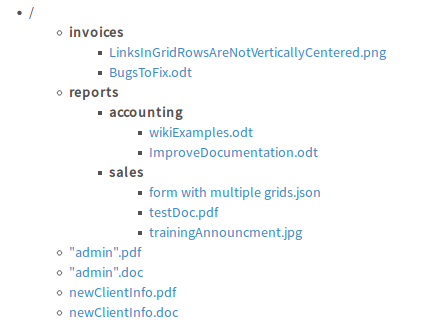 /
invoices
LinksInGridRowsAreNotVerticallyCentered.png
BugsToFix.odt
reports
accounting
wikiExamples.odt
ImproveDocumentation.odt
sales
form with multiple grids.json
testDoc.pdf
trainingAnnouncment.jpg
"admin".pdf
"admin".doc
newClientInfo.pdf
newClientInfo.doc